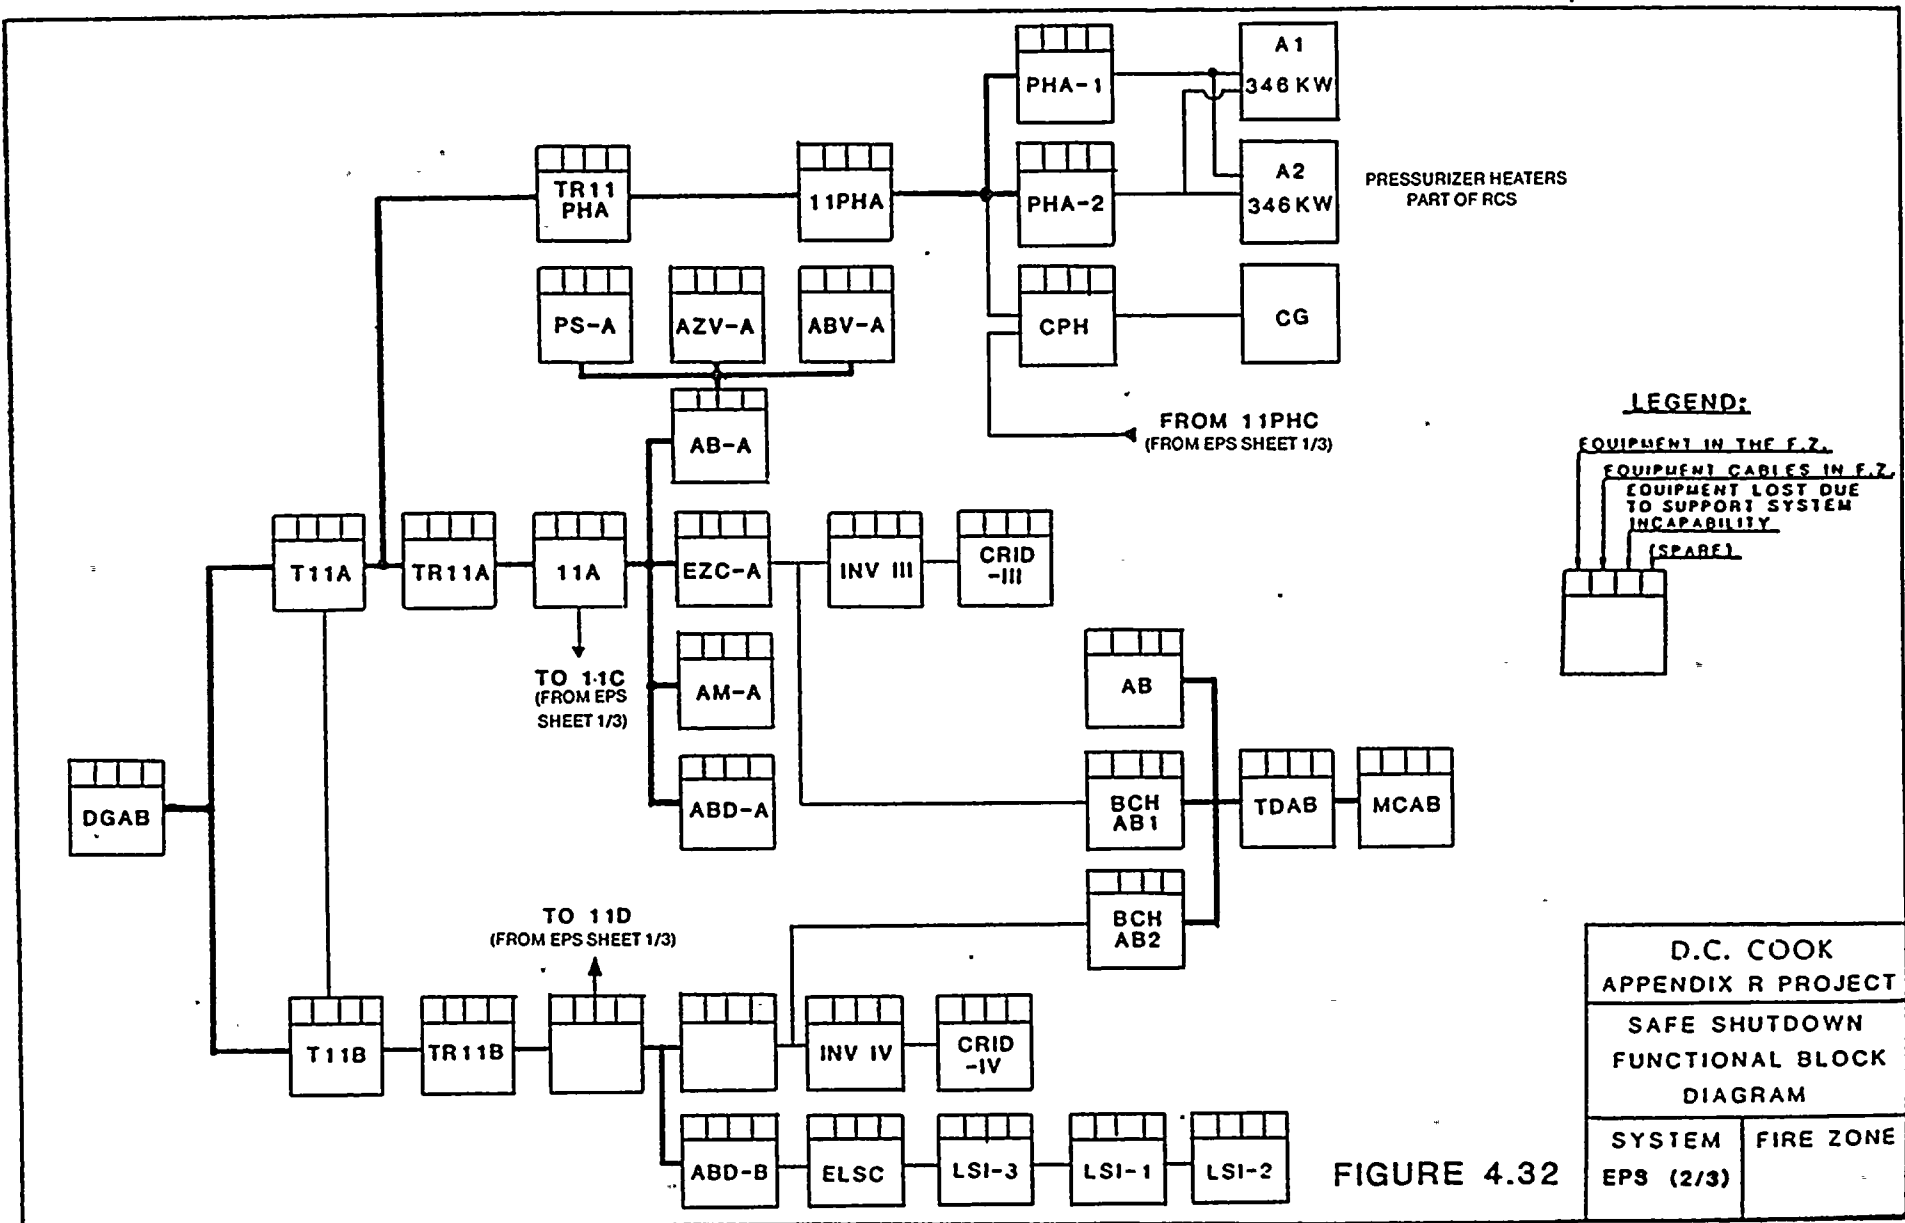 PHA-1
A1
346 KW
TR11
PHA
11PHA
PHA-2
A2
346 KW
PRESSURIZER HEATERS
PART OF RCS
PS-A
AZV-A
ABV-A
CPH
CG
AB-A
FROM 11PHC
(FROM EPS SHEET 1/3)
LEGEND:
EQUIPMENT IN THE F.Z.
EQUIPMENT CABLES IN F.Z.
EQUIPMENT LOST DUE
TO SUPPORT SYSTEM
INCAPABILITY
(SPARE)
T11A
TR11A
11A
EZC-A
INV III
CRID
-III
TO 11C
(FROM EPS
SHEET 1/3)
AM-A
AB
DGAB
ABD-A
BCH
AB1
TDAB
MCAB
TO 11D
(FROM EPS SHEET 1/3)
BCH
AB2
T11B
TR11B
INV IV
CRID
-IV
ABD-B
ELSC
LSI-3
LSI-1
LSI-2
FIGURE 4.32
D.C. COOK
APPENDIX R PROJECT
SAFE SHUTDOWN
FUNCTIONAL BLOCK
DIAGRAM
SYSTEM
EPS (2/3)
FIRE ZONE